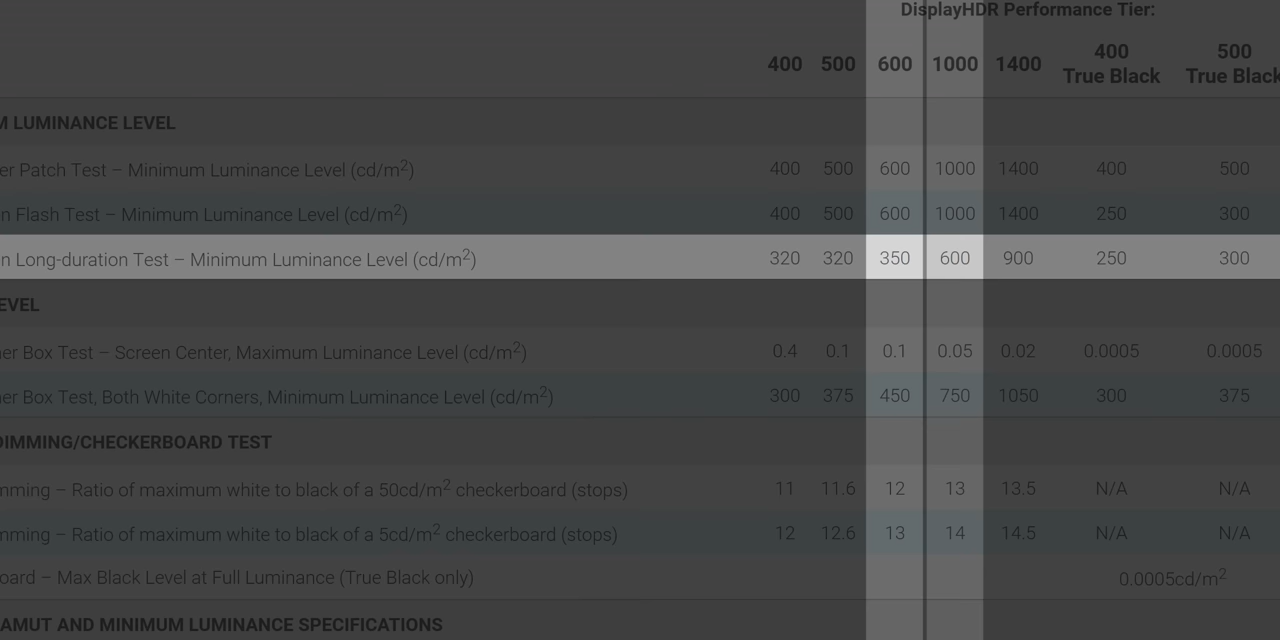 DisplayHDR Performance Tier:
400 500 600 1000 1400 400 True Black 500 True Black
M LUMINANCE LEVEL
er Patch Test – Minimum Luminance Level (cd/m²) 400 500 600 1000 1400 400 500
n Flash Test – Minimum Luminance Level (cd/m²) 400 500 600 1000 1400 250 300
n Long-duration Test – Minimum Luminance Level (cd/m²) 320 320 350 600 900 250 300
EVEL
ner Box Test – Screen Center, Maximum Luminance Level (cd/m²) 0.4 0.1 0.1 0.05 0.02 0.0005 0.0005
ner Box Test, Both White Corners, Minimum Luminance Level (cd/m²) 300 375 450 750 1050 300 375
DIMMING/CHECKERBOARD TEST
mming – Ratio of maximum white to black of a 50cd/m² checkerboard (stops) 11 11.6 12 13 13.5 N/A N/A
mming – Ratio of maximum white to black of a 5cd/m² checkerboard (stops) 12 12.6 13 14 14.5 N/A N/A
oard – Max Black Level at Full Luminance (True Black only) 0.0005cd/m²
AMUT AND MINIMUM LUMINANCE SPECIFICATIONS